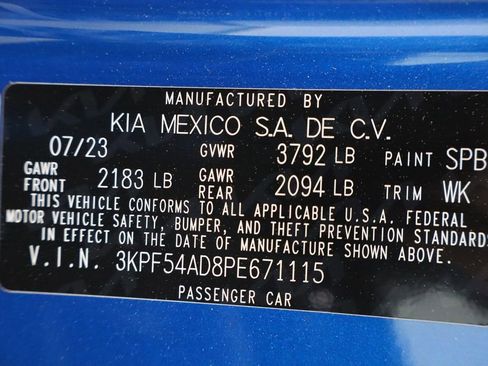 MANUFACTURED BY
KIA MEXICO S.A. DE C.V.
07/23 GVWR 3792 LB PAINT SPB
GAWR FRONT 2183 LB GAWR REAR 2094 LB TRIM WK
THIS VEHICLE CONFORMS TO ALL APPLICABLE U.S.A. FEDERAL
MOTOR VEHICLE SAFETY, BUMPER, AND THEFT PREVENTION STANDARDS
IN EFFECT ON THE DATE OF MANUFACTURE SHOWN ABOVE.
V.I.N. 3KPF54AD8PE671115
PASSENGER CAR